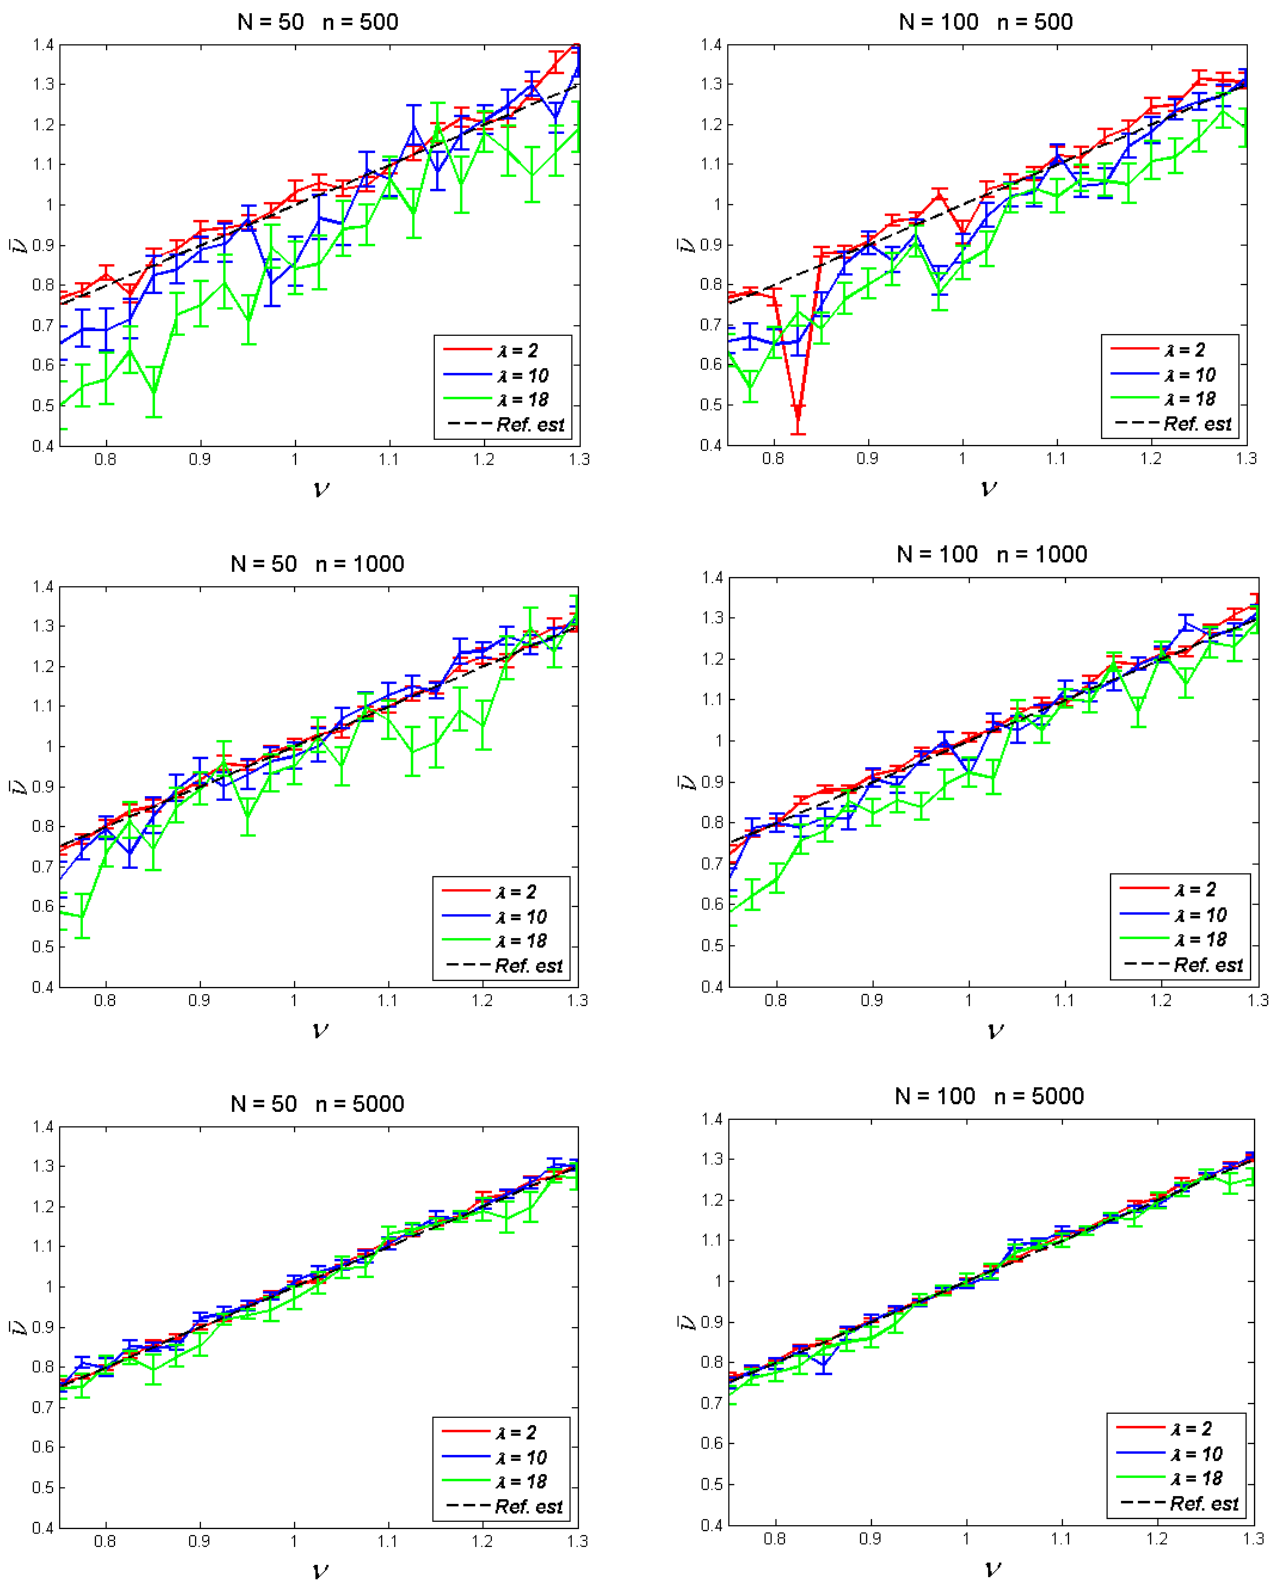 N = 50 n = 500
1.4
1.3
1.2
1.1
1
0.9
0.8
0.7
0.6
0.5
0.4
ν̄
λ = 2
λ = 10
λ = 18
Ref. est
0.8 0.9 1 1.1 1.2 1.3
ν
N = 100 n = 500
1.4
1.3
1.2
1.1
1
0.9
0.8
0.7
0.6
0.5
0.4
ν̄
λ = 2
λ = 10
λ = 18
Ref. est
0.8 0.9 1 1.1 1.2 1.3
ν
N = 50 n = 1000
1.4
1.3
1.2
1.1
1
0.9
0.8
0.7
0.6
0.5
0.4
ν̄
λ = 2
λ = 10
λ = 18
Ref. est
0.8 0.9 1 1.1 1.2 1.3
ν
N = 100 n = 1000
1.4
1.3
1.2
1.1
1
0.9
0.8
0.7
0.6
0.5
0.4
ν̄
λ = 2
λ = 10
λ = 18
Ref. est
0.8 0.9 1 1.1 1.2 1.3
ν
N = 50 n = 5000
1.4
1.3
1.2
1.1
1
0.9
0.8
0.7
0.6
0.5
0.4
ν̄
λ = 2
λ = 10
λ = 18
Ref. est
0.8 0.9 1 1.1 1.2 1.3
ν
N = 100 n = 5000
1.4
1.3
1.2
1.1
1
0.9
0.8
0.7
0.6
0.5
0.4
ν̄
λ = 2
λ = 10
λ = 18
Ref. est
0.8 0.9 1 1.1 1.2 1.3
ν